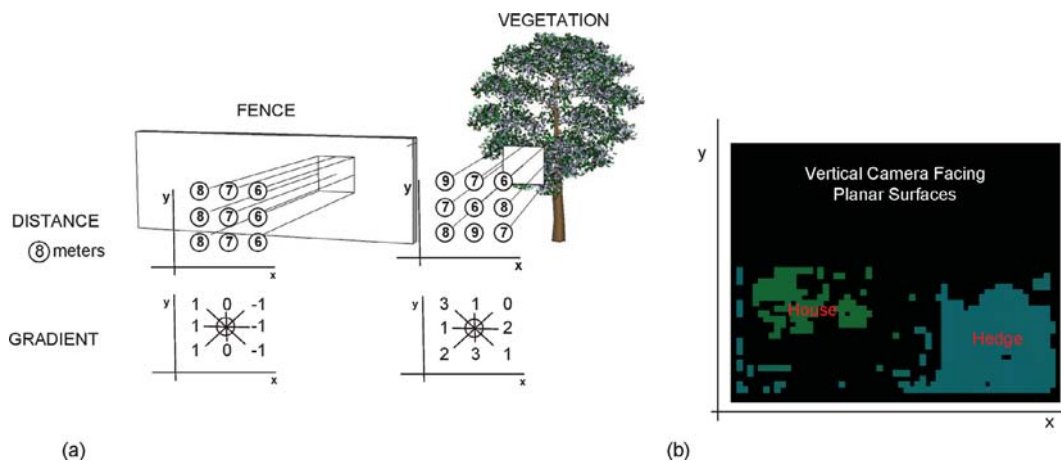 VEGETATION
FENCE
y
8 7 6
8 7 6
8 7 6
x
y
9 7 6
7 6 8
8 9 7
x
DISTANCE
8 meters
GRADIENT
y
1 0 -1
1 -1
1 0 -1
x
y
3 1 0
1 2
2 3 1
x
(a)
y
Vertical Camera Facing
Planar Surfaces
House
Hedge
x
(b)